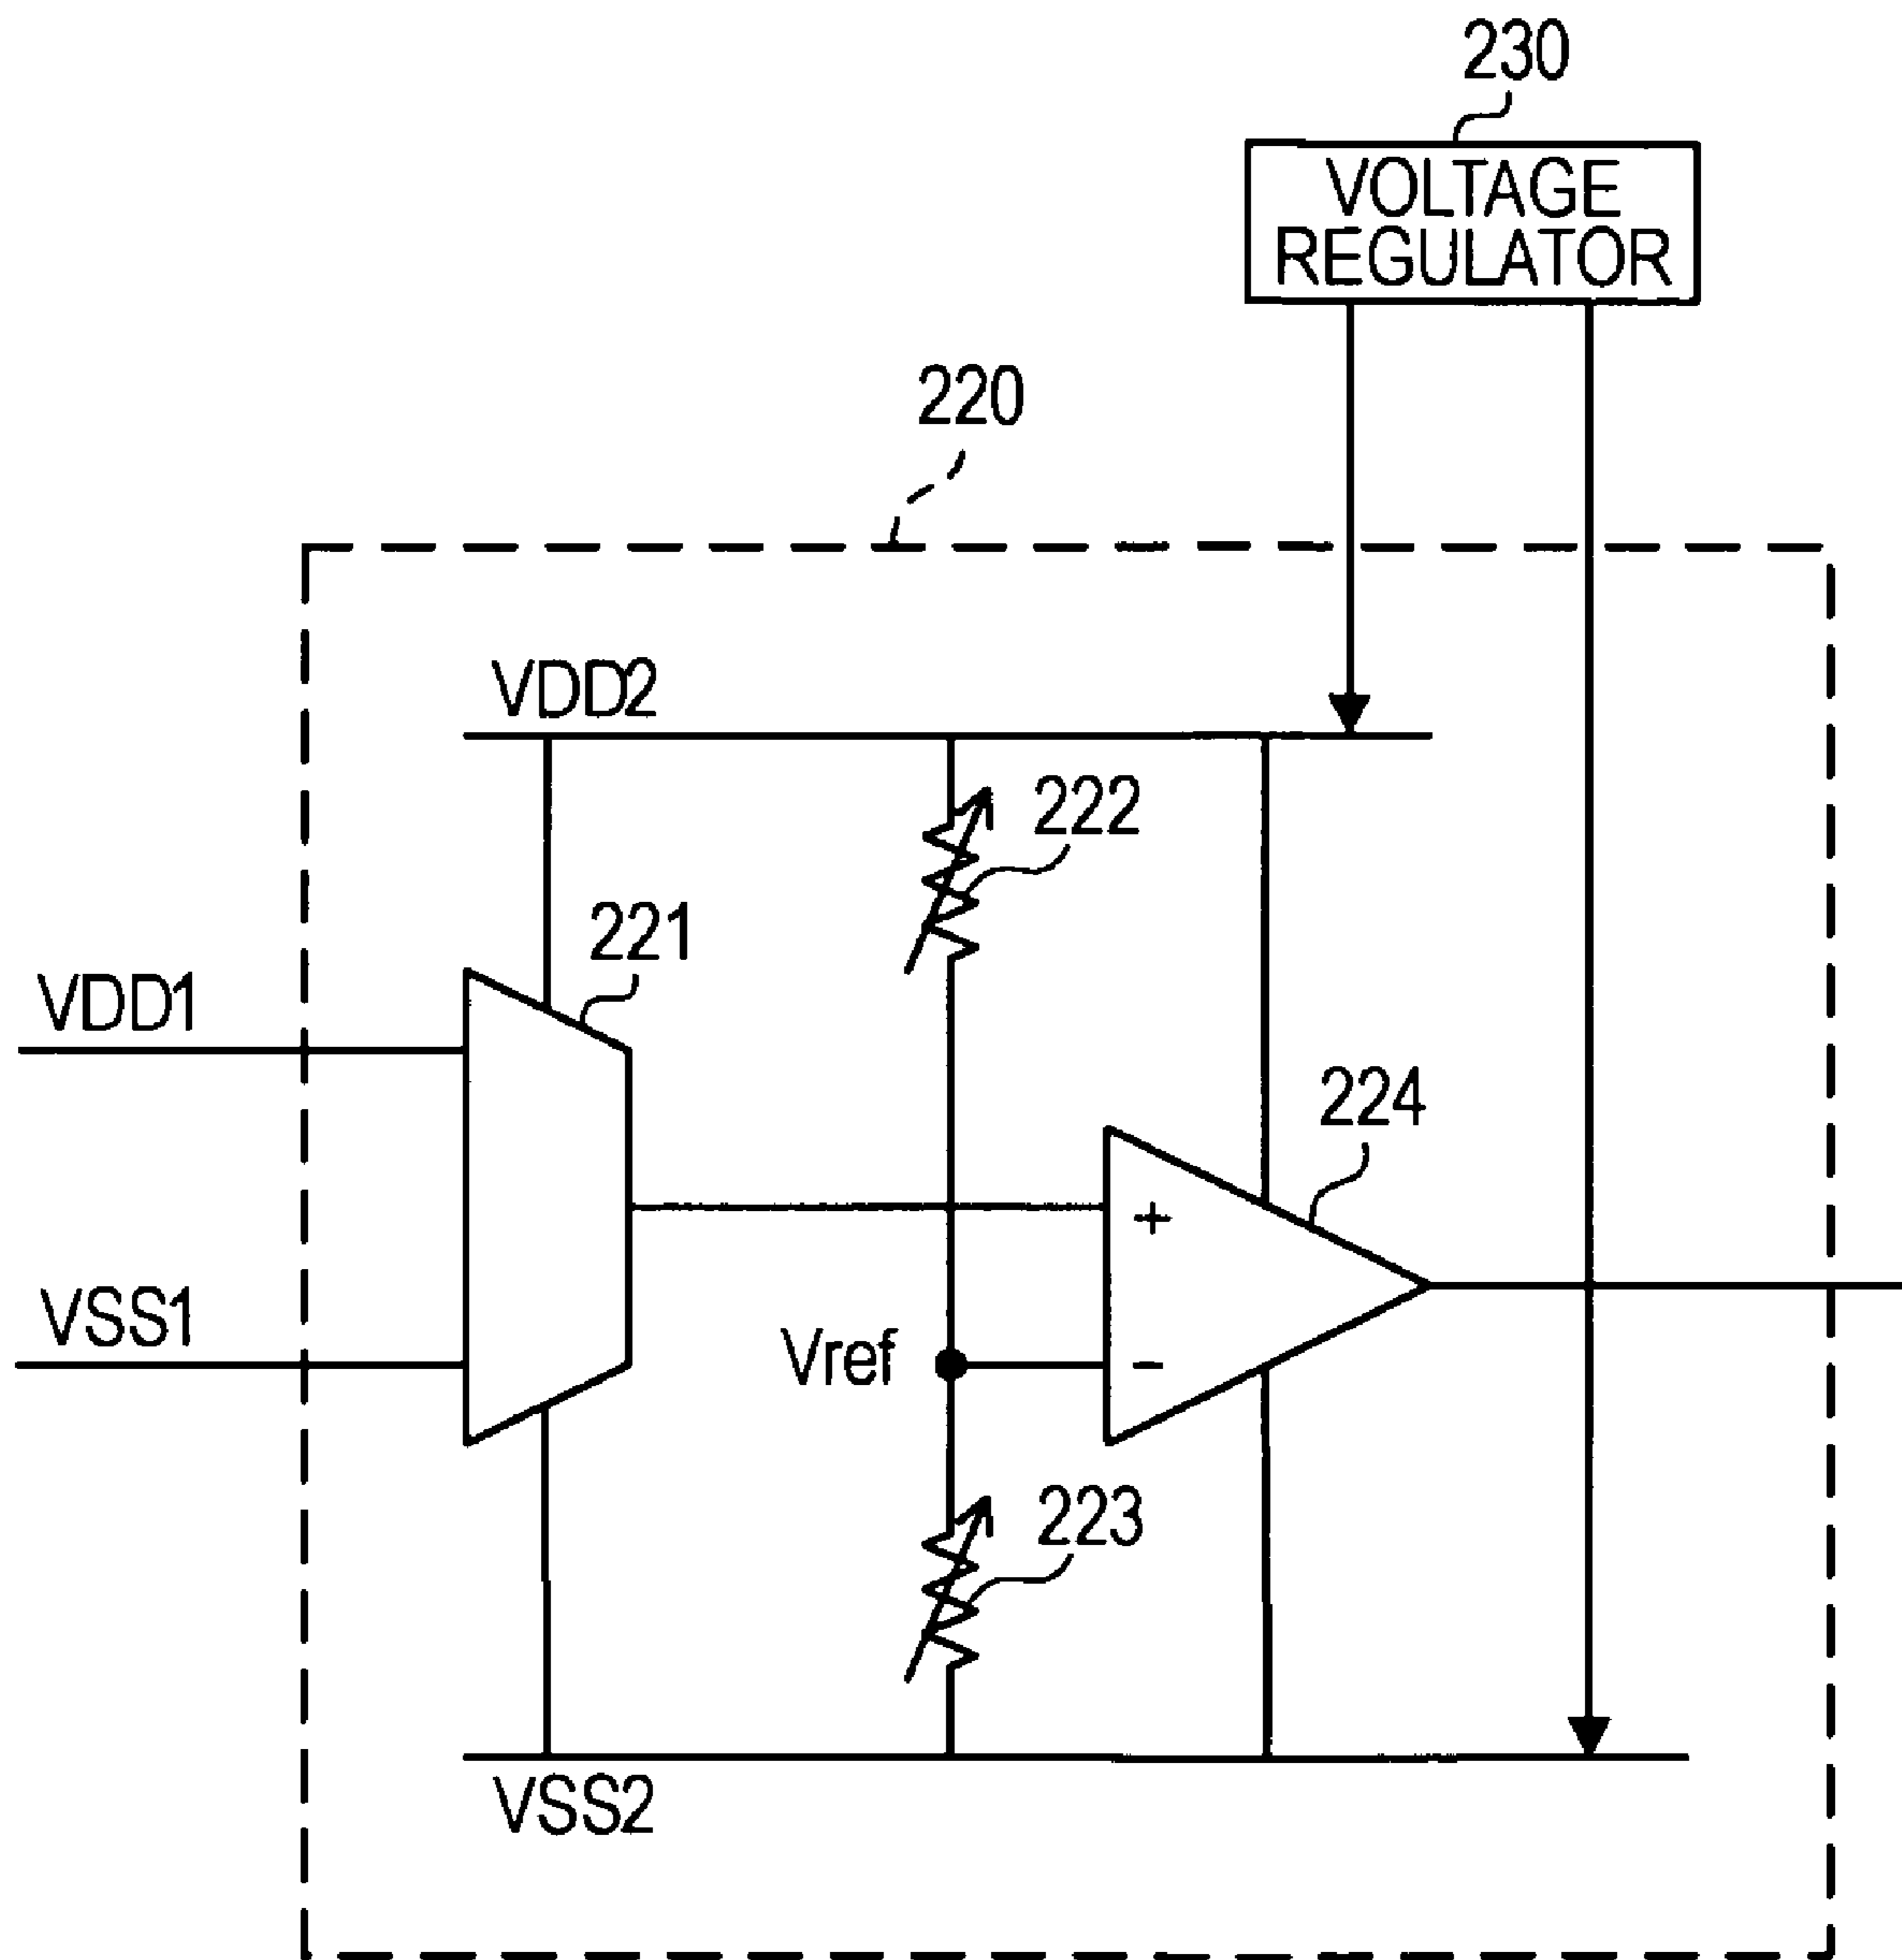 230
VOLTAGE
REGULATOR
220
VDD2
222
221
VDD1
224
+
VSS1
Vref
−
223
VSS2